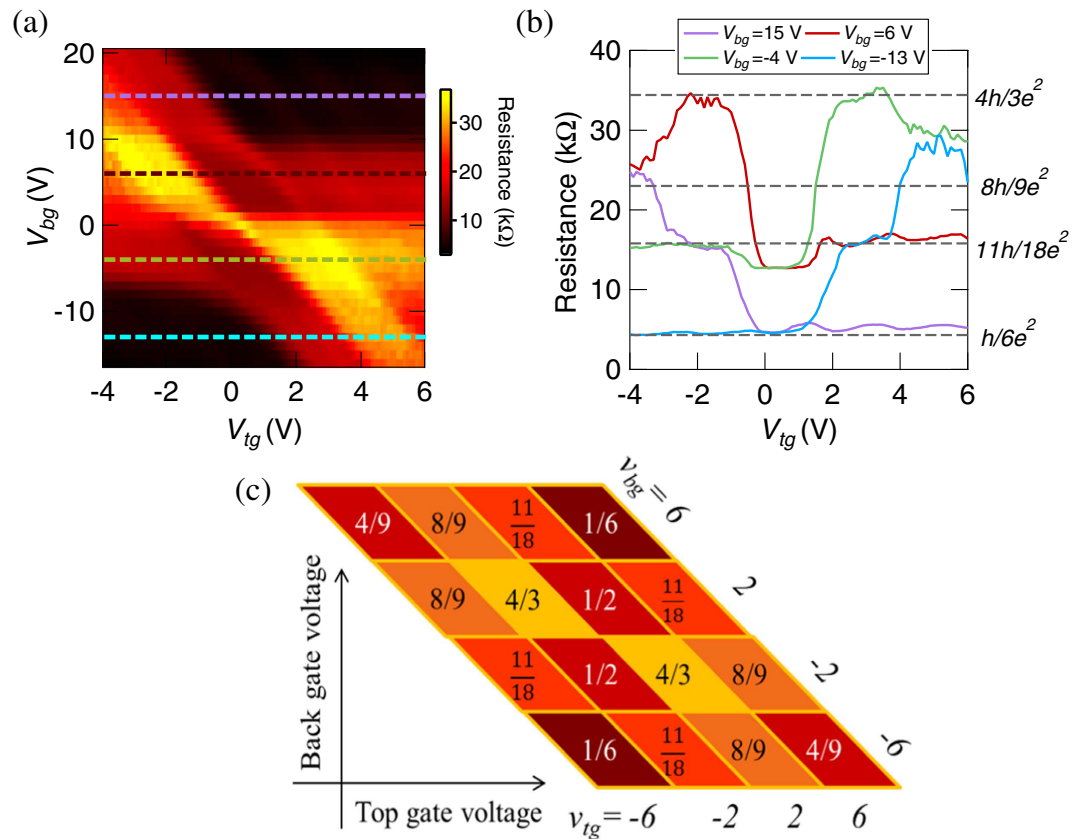 (a)
20
10
0
-10
V_bg (V)
-4 -2 0 2 4 6
V_tg (V)
30
20
10
Resistance (kΩ)
(b)
V_bg=15 V V_bg=6 V
V_bg=-4 V V_bg=-13 V
40
30
20
10
0
Resistance (kΩ)
-4 -2 0 2 4 6
V_tg (V)
4h/3e²
8h/9e²
11h/18e²
h/6e²
(c)
ν_bg = 6
2
-2
-6
4/9 8/9 11/18 1/6
8/9 4/3 1/2 11/18
11/18 1/2 4/3 8/9
1/6 11/18 8/9 4/9
Back gate voltage
Top gate voltage
ν_tg= -6 -2 2 6